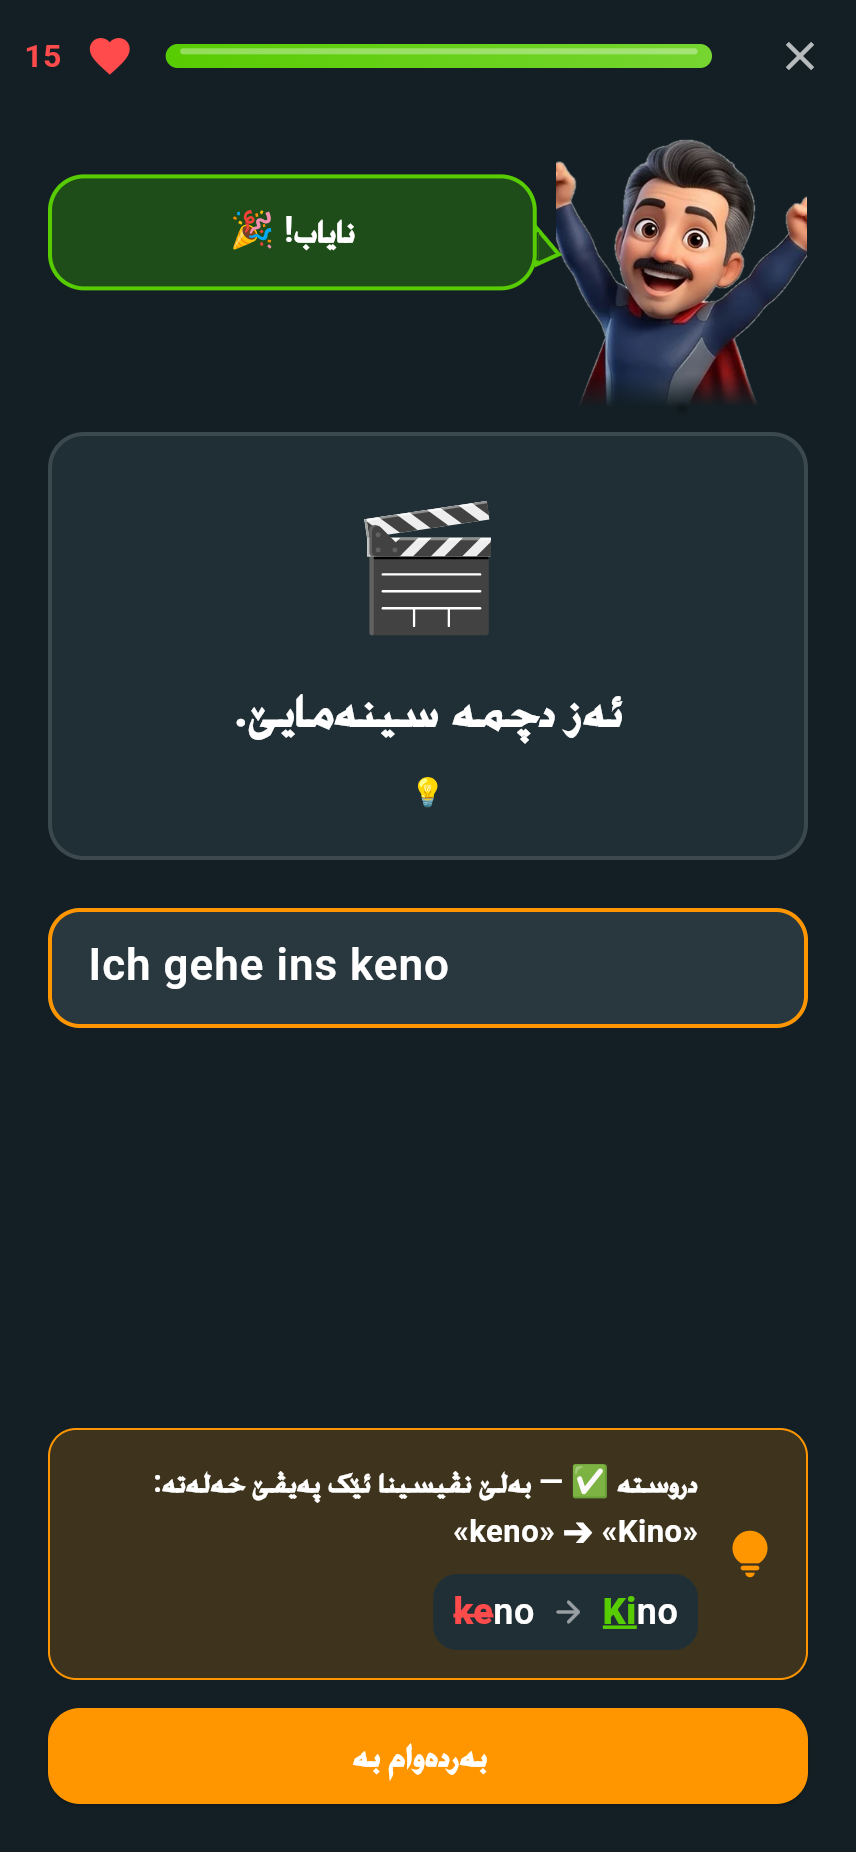 15
نایاب! 🎉
ئەز دچمە سینەمایێ.
💡
Ich gehe ins keno
دروستە ✅ — بەلێ نڤیسینا ئێک پەیڤێ خەلەتە:
«keno» ➔ «Kino»
keno → Kino
بەردەوام بە